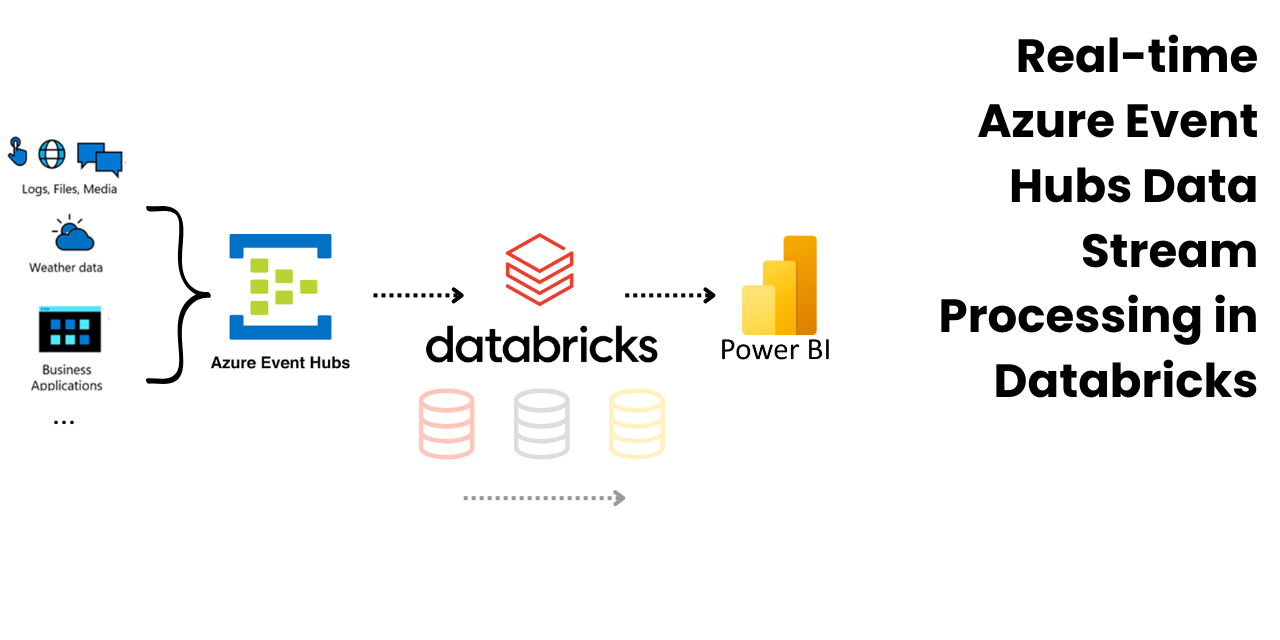 Real-time
Azure Event
Hubs Data
Stream
Processing in
Databricks
Logs, Files, Media
Weather data
Business
Applications
...
Azure Event Hubs
databricks
Power BI